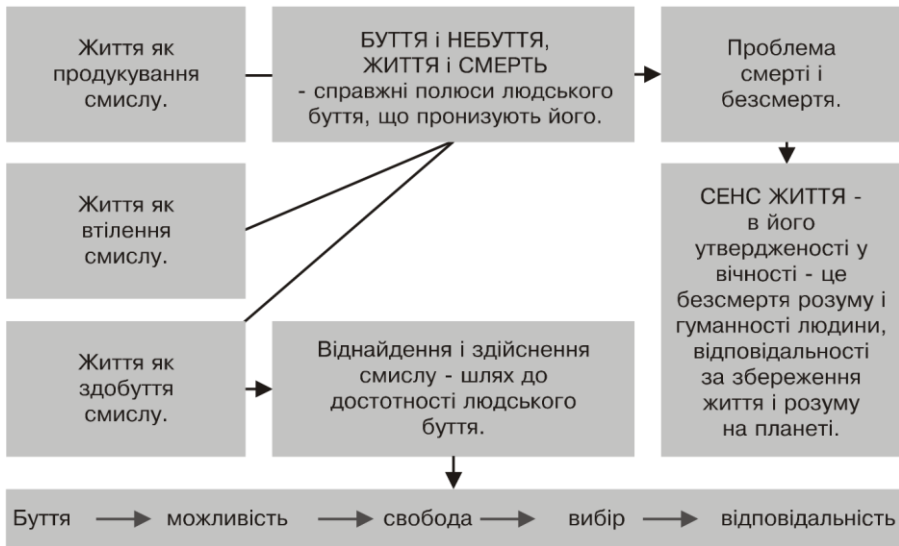 Життя як
продукування
смислу.
БУТТЯ і НЕБУТТЯ,
ЖИТТЯ і СМЕРТЬ
- справжні полюси людського
буття, що пронизують його.
Проблема
смерті і
безсмертя.
Життя як
втілення
смислу.
СЕНС ЖИТТЯ -
в його
утвердженості у
вічності - це
безсмертя розуму і
гуманності людини,
відповідальності
за збереження
життя і розуму
на планеті.
Життя як
здобуття
смислу.
Віднайдення і здійснення
смислу - шлях до
достотності людського
буття.
Буття можливість свобода вибір відповідальність